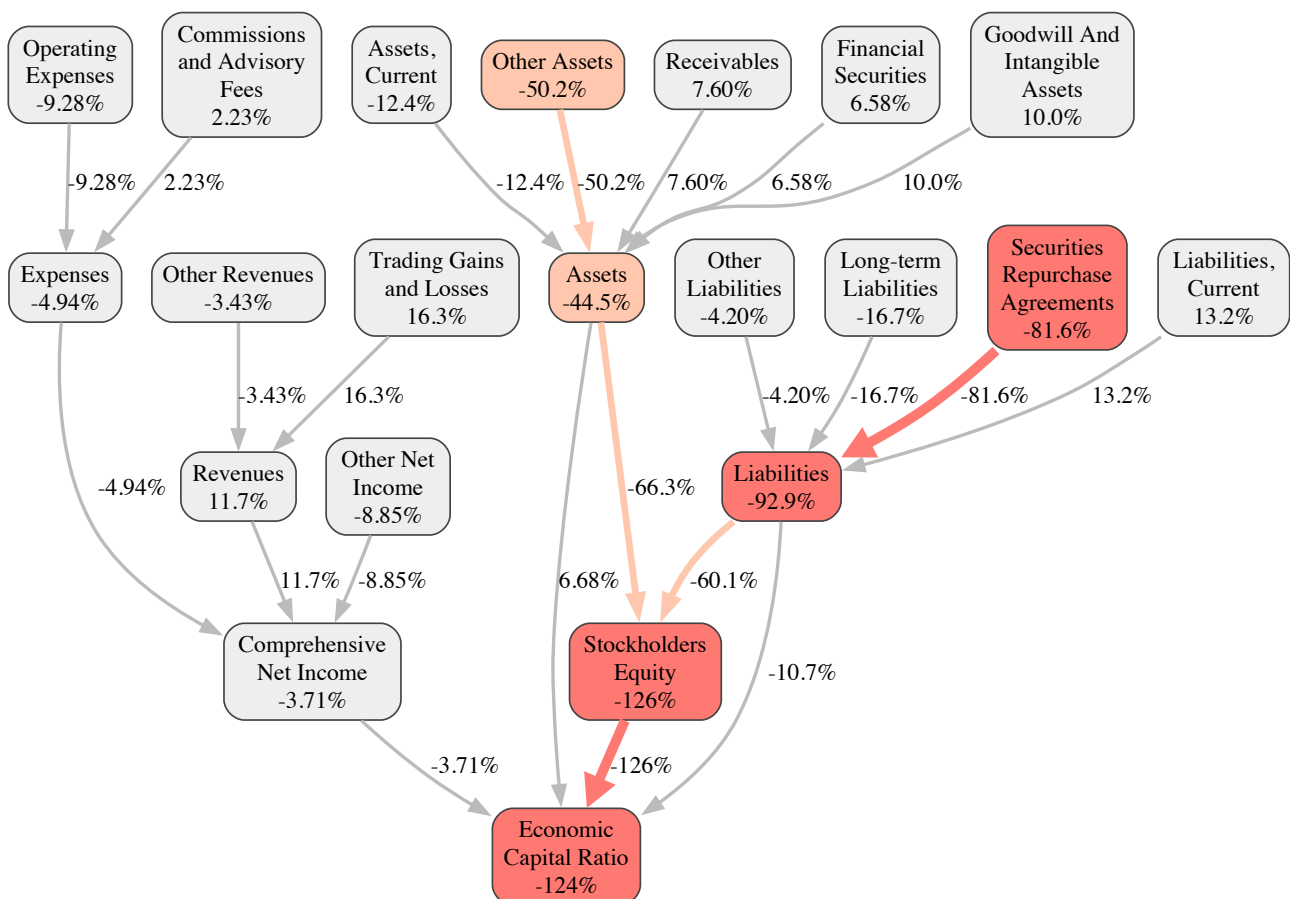 Operating
Expenses
-9.28%
Commissions
and Advisory
Fees
2.23%
Assets,
Current
-12.4%
Other Assets
-50.2%
Receivables
7.60%
Financial
Securities
6.58%
Goodwill And
Intangible
Assets
10.0%
-9.28%
2.23%
-12.4%
-50.2%
7.60%
6.58%
10.0%
Expenses
-4.94%
Other Revenues
-3.43%
Trading Gains
and Losses
16.3%
Assets
-44.5%
Other
Liabilities
-4.20%
Long-term
Liabilities
-16.7%
Securities
Repurchase
Agreements
-81.6%
Liabilities,
Current
13.2%
-3.43%
16.3%
-4.20%
-16.7%
-81.6%
13.2%
-4.94%
Revenues
11.7%
Other Net
Income
-8.85%
-66.3%
Liabilities
-92.9%
11.7%
-8.85%
6.68%
-60.1%
Comprehensive
Net Income
-3.71%
Stockholders
Equity
-126%
-10.7%
-3.71%
-126%
Economic
Capital Ratio
-124%